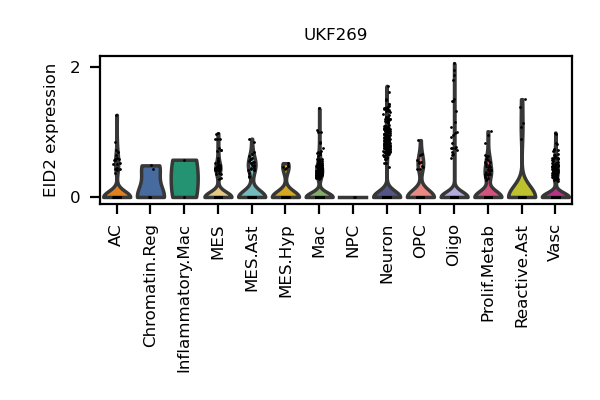 UKF269
EID2 expression
2
0
AC
Chromatin.Reg
Inflammatory.Mac
MES
MES.Ast
MES.Hyp
Mac
NPC
Neuron
OPC
Oligo
Prolif.Metab
Reactive.Ast
Vasc